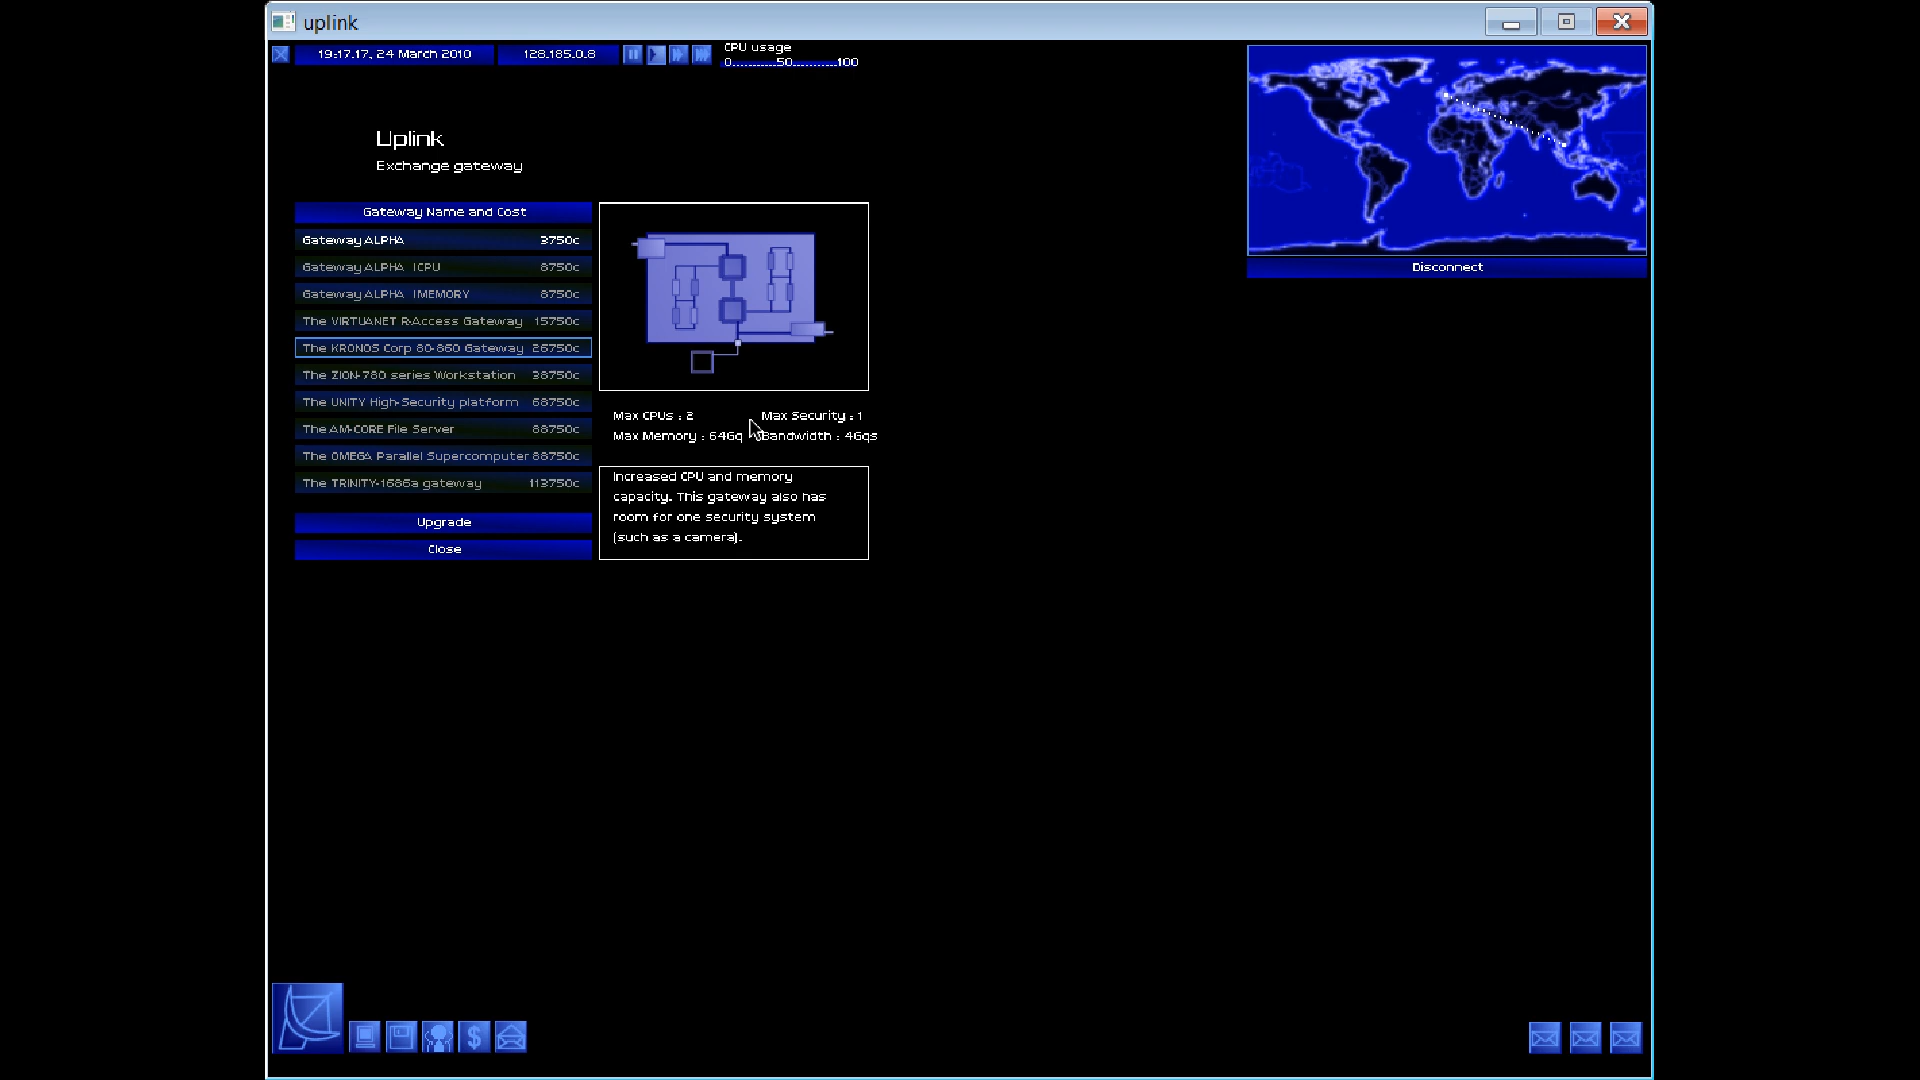 uplink
19:17.17, 24 March 2010
128.185.0.8
CPU usage
0...........50...........100
Uplink
Exchange gateway
Gateway Name and Cost
Gateway ALPHA 3750c
Gateway ALPHA ICPU 8750c
Gateway ALPHA IMEMORY 8750c
The VIRTUANET R-Access Gateway 15750c
The KRONOS Corp 80-860 Gateway 26750c
The ZION-780 series Workstation 38750c
The UNITY High-Security platform 68750c
The AM-CORE File Server 88750c
The OMEGA Parallel Supercomputer 88750c
The TRINITY-1686a gateway 113750c
Upgrade
Close
Max CPUs : 2
Max Security : 1
Max Memory : 64Gq
Bandwidth : 4Gqs
Increased CPU and memory
capacity. This gateway also has
room for one security system
(such as a camera).
Disconnect